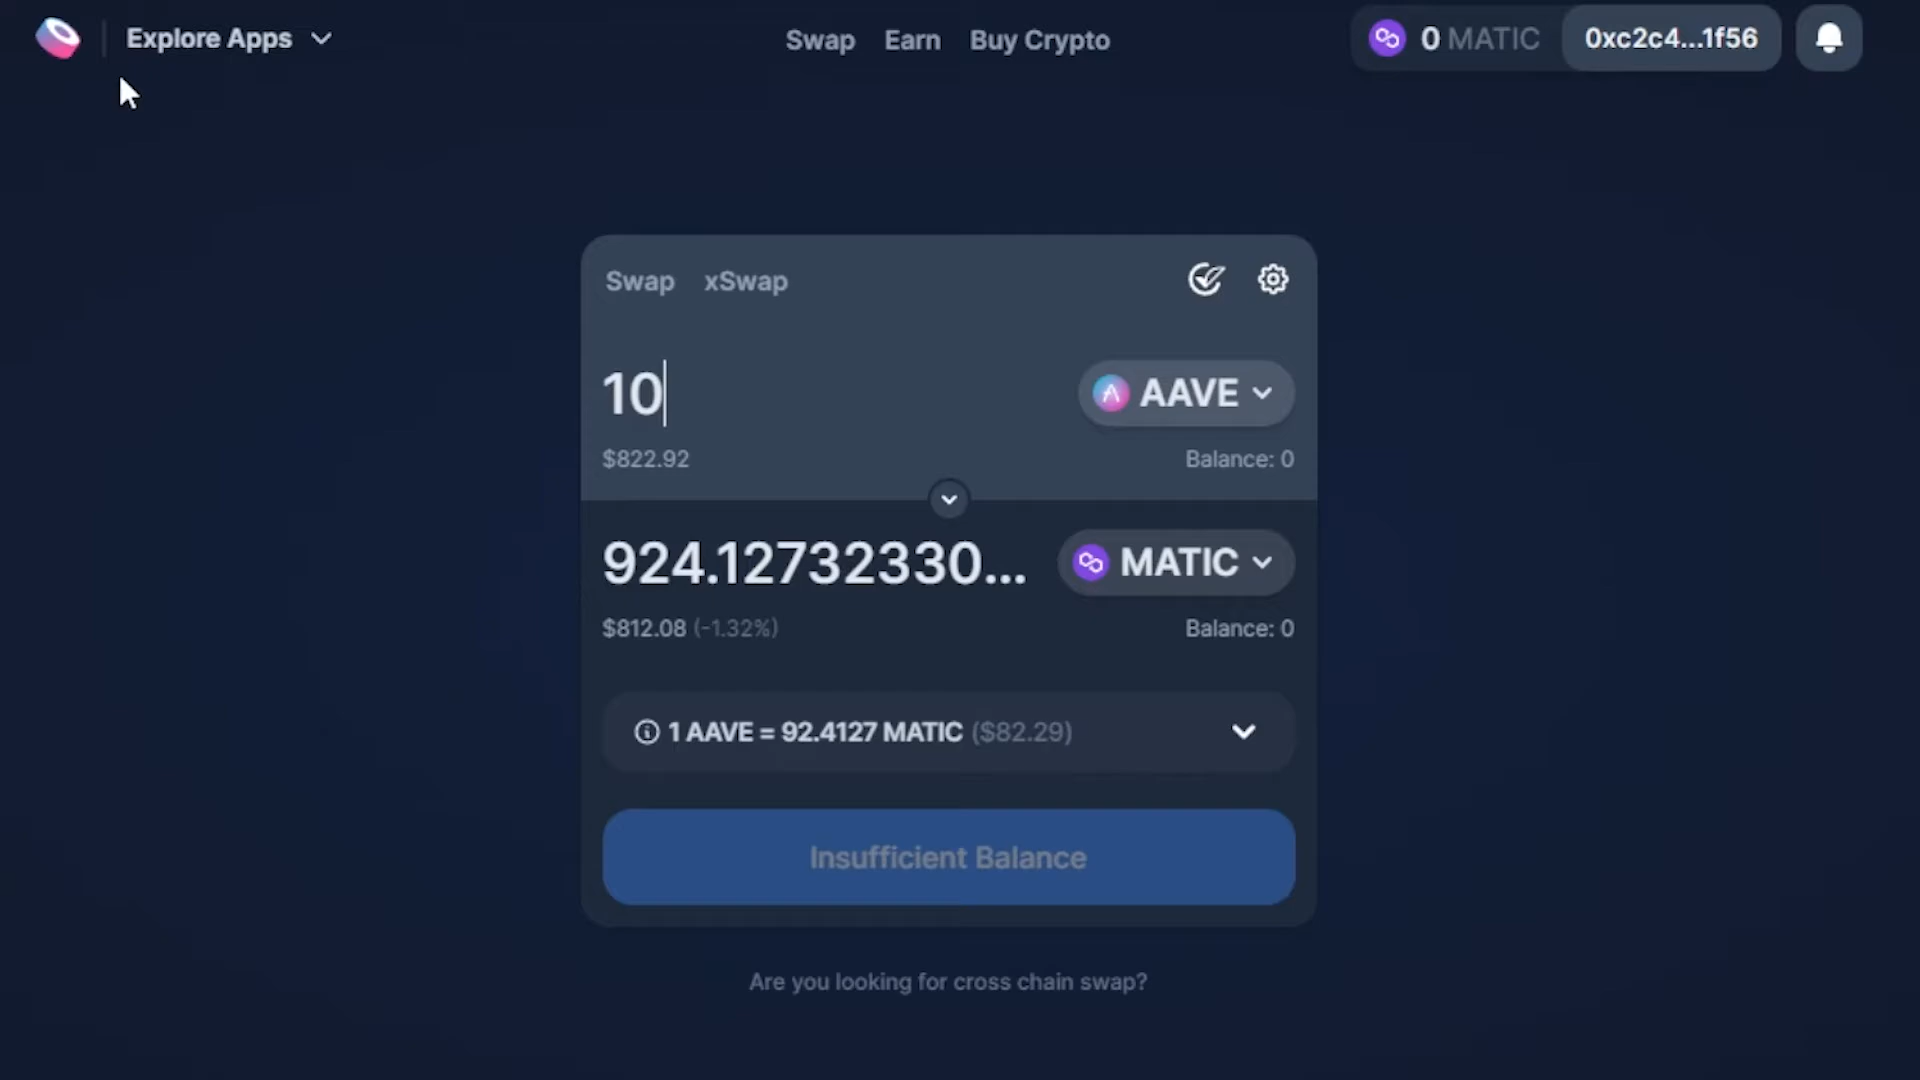 Explore Apps
Swap Earn Buy Crypto
0 MATIC 0xc2c4...1f56
Swap xSwap
10 AAVE
$822.92 Balance: 0
924.12732330... MATIC
$812.08 (-1.32%) Balance: 0
1 AAVE = 92.4127 MATIC ($82.29)
Insufficient Balance
Are you looking for cross chain swap?